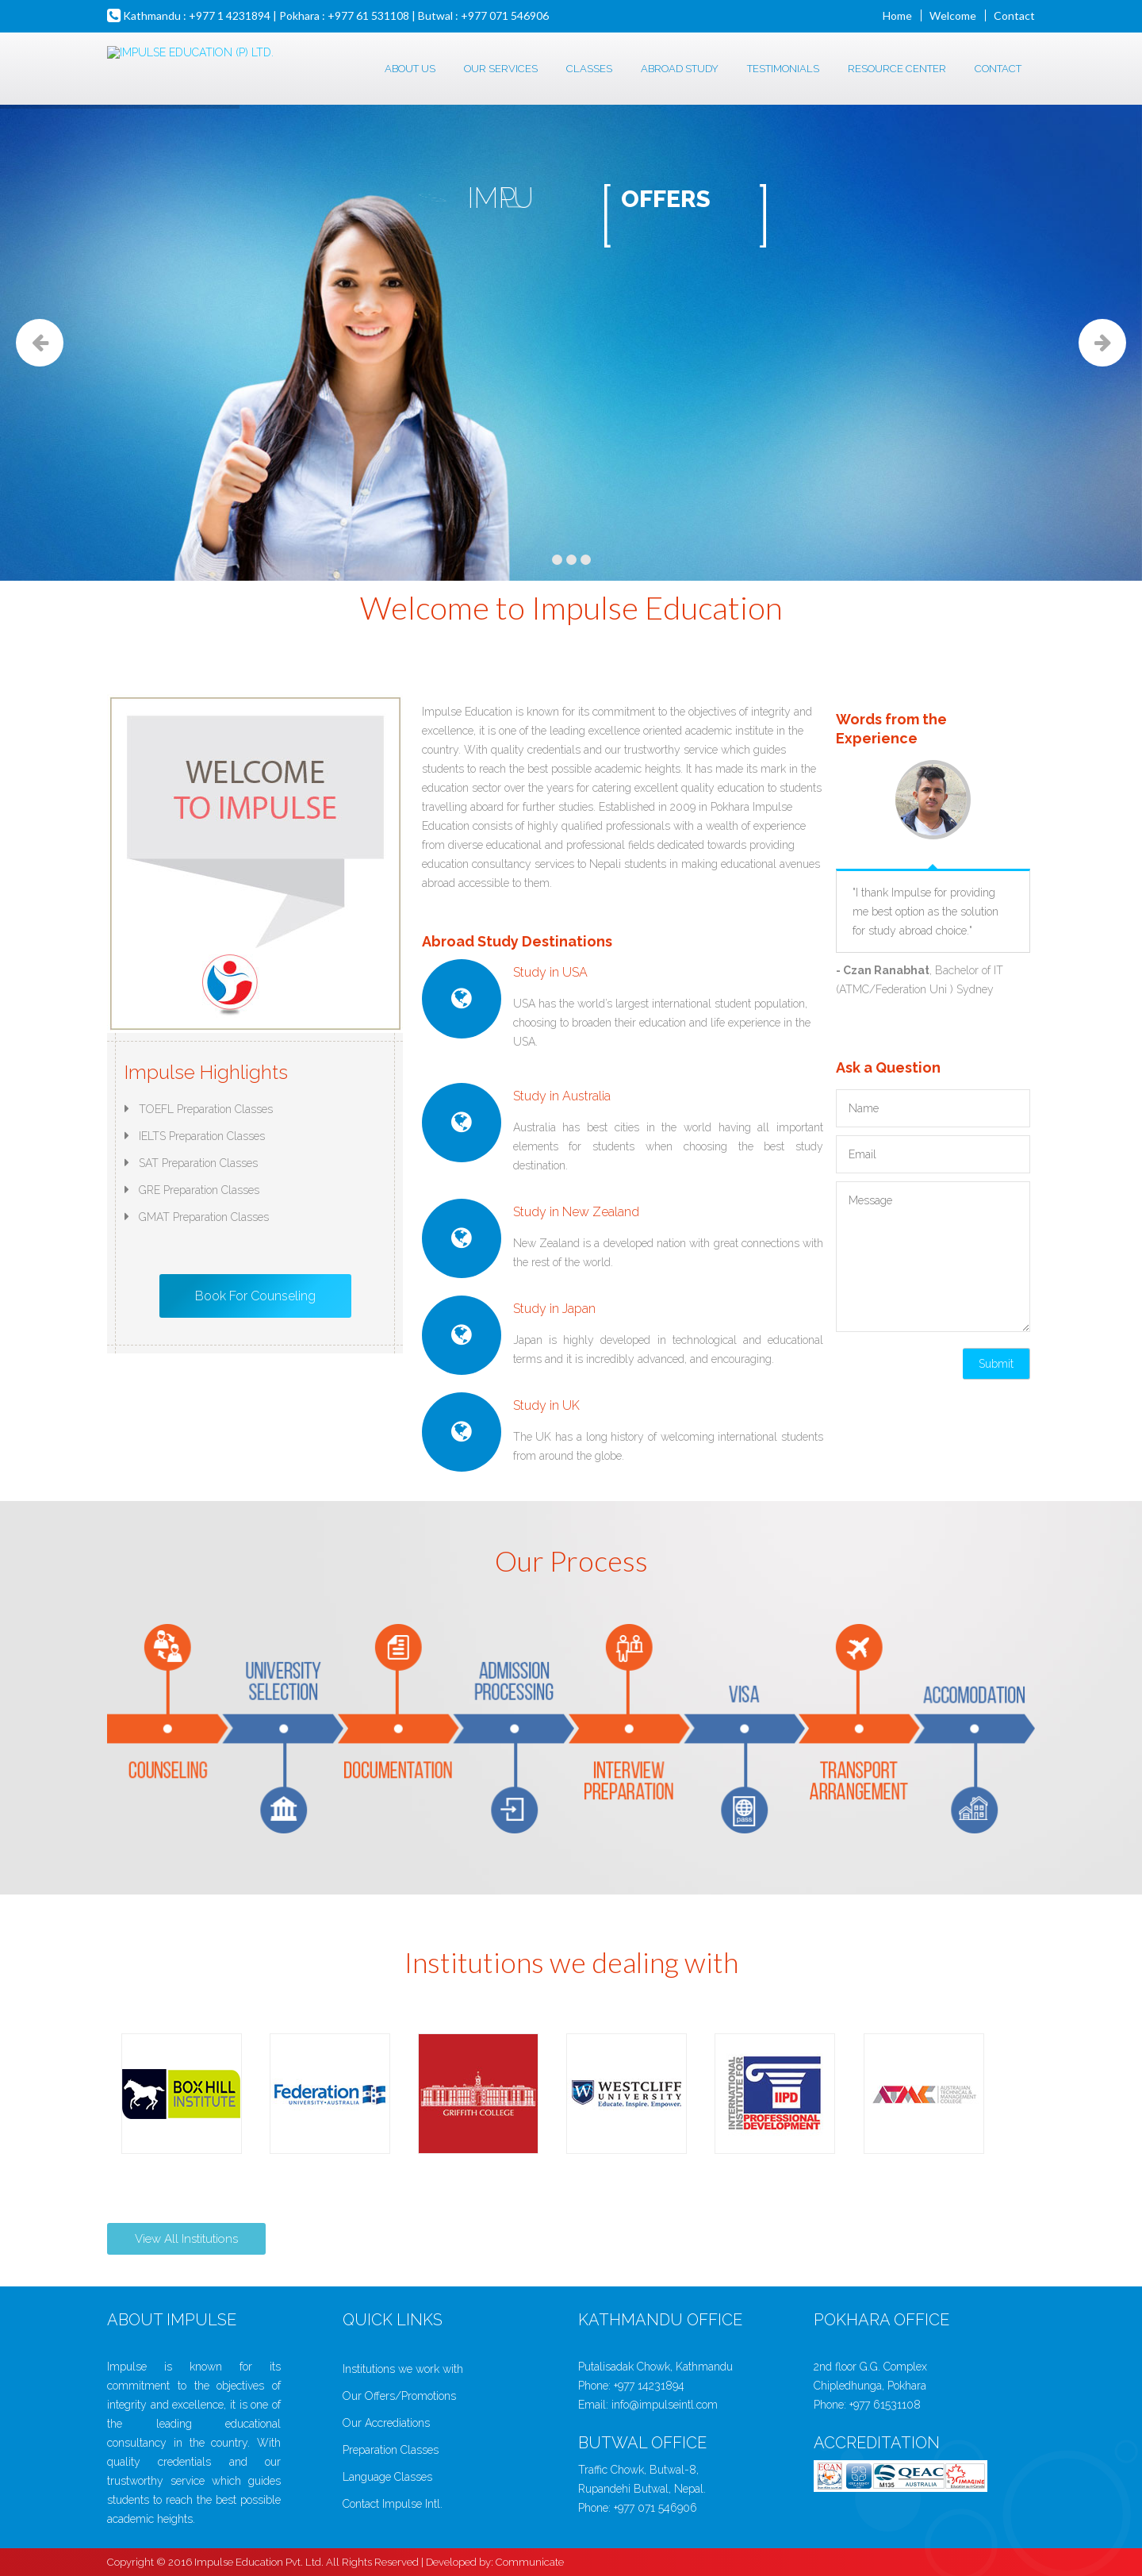 Kathmandu : +977 1 4231894 | Pokhara : +977 61 531108 | Butwal : +977 071 546906
Home | Welcome | Contact
IMPULSE EDUCATION (P) LTD.
ABOUT US
OUR SERVICES
CLASSES
ABROAD STUDY
TESTIMONIALS
RESOURCE CENTER
CONTACT
[ OFFERS ]
Welcome to Impulse Education
WELCOME
TO IMPULSE
Impulse Highlights
TOEFL Preparation Classes
IELTS Preparation Classes
SAT Preparation Classes
GRE Preparation Classes
GMAT Preparation Classes
Book For Counseling
Impulse Education is known for its commitment to the objectives of integrity and
excellence, it is one of the leading excellence oriented academic institute in the
country. With quality credentials and our trustworthy service which guides
students to reach the best possible academic heights. It has made its mark in the
education sector over the years for catering excellent quality education to students
travelling aboard for further studies. Established in 2009 in Pokhara Impulse
Education consists of highly qualified professionals with a wealth of experience
from diverse educational and professional fields dedicated towards providing
education consultancy services to Nepali students in making educational avenues
abroad accessible to them.
Abroad Study Destinations
Study in USA
USA has the world's largest international student population,
choosing to broaden their education and life experience in the
USA.
Study in Australia
Australia has best cities in the world having all important
elements for students when choosing the best study
destination.
Study in New Zealand
New Zealand is a developed nation with great connections with
the rest of the world.
Study in Japan
Japan is highly developed in technological and educational
terms and it is incredibly advanced, and encouraging.
Study in UK
The UK has a long history of welcoming international students
from around the globe.
Words from the
Experience
"I thank Impulse for providing
me best option as the solution
for study abroad choice."
- Czan Ranabhat, Bachelor of IT
(ATMC/Federation Uni ) Sydney
Ask a Question
Name
Email
Message
Submit
Our Process
UNIVERSITY
SELECTION
ADMISSION
PROCESSING
VISA
ACCOMODATION
COUNSELING
DOCUMENTATION
INTERVIEW
PREPARATION
TRANSPORT
ARRANGEMENT
pass
Institutions we dealing with
BOX HILL
INSTITUTE
Federation
UNIVERSITY • AUSTRALIA
GRIFFITH COLLEGE
WESTCLIFF
UNIVERSITY
Educate. Inspire. Empower.
INTERNATIONAL
INSTITUTE FOR
IIPD
PROFESSIONAL
DEVELOPMENT
ATMC
AUSTRALIAN
TECHNICAL &
MANAGEMENT
COLLEGE
View All Institutions
ABOUT IMPULSE
Impulse is known for its
commitment to the objectives of
integrity and excellence, it is one of
the leading educational
consultancy in the country. With
quality credentials and our
trustworthy service which guides
students to reach the best possible
academic heights.
QUICK LINKS
Institutions we work with
Our Offers/Promotions
Our Accrediations
Preparation Classes
Language Classes
Contact Impulse Intl.
KATHMANDU OFFICE
Putalisadak Chowk, Kathmandu
Phone: +977 14231894
Email: info@impulseintl.com
BUTWAL OFFICE
Traffic Chowk, Butwal-8,
Rupandehi Butwal, Nepal.
Phone: +977 071 546906
POKHARA OFFICE
2nd floor G.G. Complex
Chipledhunga, Pokhara
Phone: +977 61531108
ACCREDITATION
ECAN
M135
QEAC
AUSTRALIA
IMAGINE
Copyright © 2016 Impulse Education Pvt. Ltd. All Rights Reserved | Developed by: Communicate